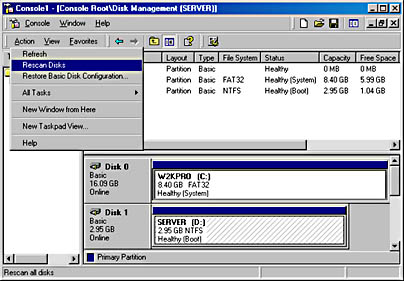 Console1 - [Console Root\Disk Management (SERVER)]
Console Window Help
Action View Favorites
Refresh
Rescan Disks
Restore Basic Disk Configuration...
All Tasks
New Window from Here
New Taskpad View...
Help
Layout Type File System Status Capacity Free Space
Partition Basic Healthy 0 MB 0 MB
Partition Basic FAT32 Healthy (System) 8.40 GB 5.99 GB
Partition Basic NTFS Healthy (Boot) 2.95 GB 1.04 GB
Disk 0
Basic
16.09 GB
Online
W2KPRO (C:)
8.40 GB FAT32
Healthy (System)
Disk 1
Basic
2.95 GB
Online
SERVER (D:)
2.95 GB NTFS
Healthy (Boot)
Primary Partition
Rescan all disks